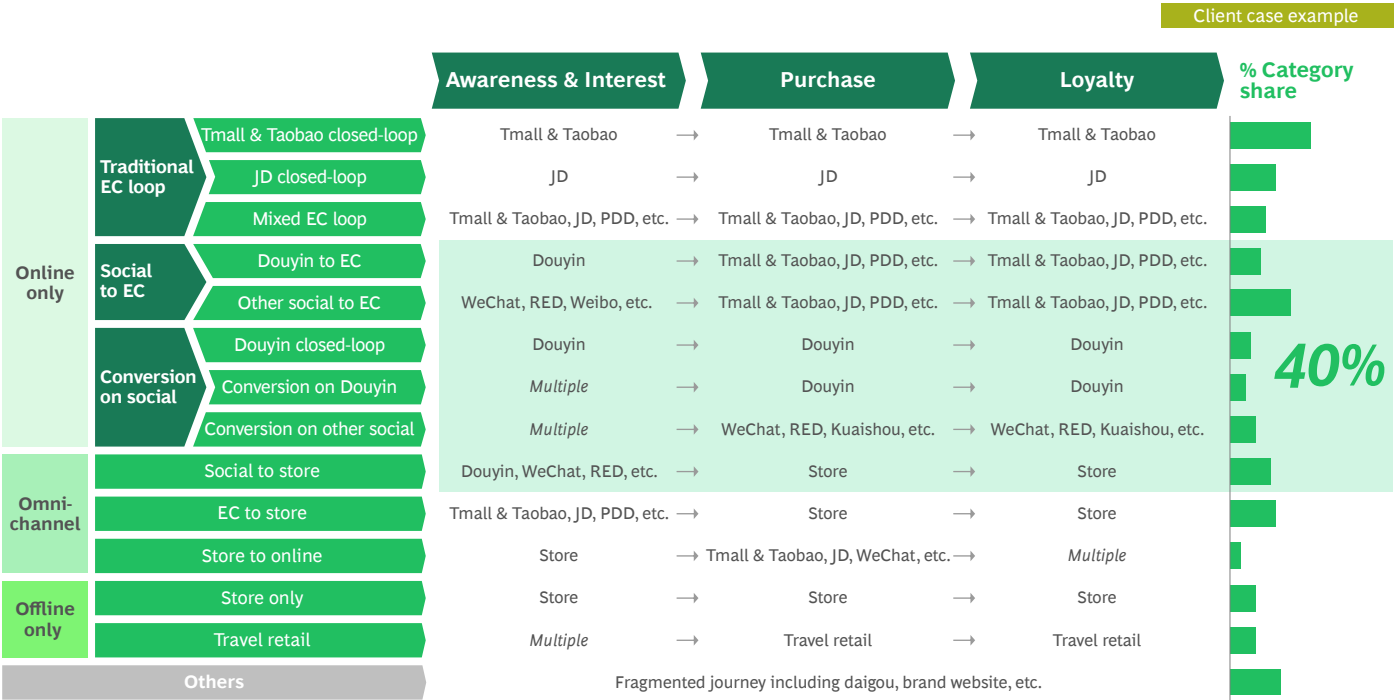 Client case example
Awareness & Interest
Purchase
Loyalty
% Category
share
Online
only
Traditional
EC loop
Tmall & Taobao closed-loop
Tmall & Taobao → Tmall & Taobao → Tmall & Taobao
JD closed-loop
JD → JD → JD
Mixed EC loop
Tmall & Taobao, JD, PDD, etc. → Tmall & Taobao, JD, PDD, etc. → Tmall & Taobao, JD, PDD, etc.
Social
to EC
Douyin to EC
Douyin → Tmall & Taobao, JD, PDD, etc. → Tmall & Taobao, JD, PDD, etc.
Other social to EC
WeChat, RED, Weibo, etc. → Tmall & Taobao, JD, PDD, etc. → Tmall & Taobao, JD, PDD, etc.
Conversion
on social
Douyin closed-loop
Douyin → Douyin → Douyin
Conversion on Douyin
Multiple → Douyin → Douyin
Conversion on other social
Multiple → WeChat, RED, Kuaishou, etc. → WeChat, RED, Kuaishou, etc.
40%
Omni-
channel
Social to store
Douyin, WeChat, RED, etc. → Store → Store
EC to store
Tmall & Taobao, JD, PDD, etc. → Store → Store
Store to online
Store → Tmall & Taobao, JD, WeChat, etc. → Multiple
Offline
only
Store only
Store → Store → Store
Travel retail
Multiple → Travel retail → Travel retail
Others
Fragmented journey including daigou, brand website, etc.